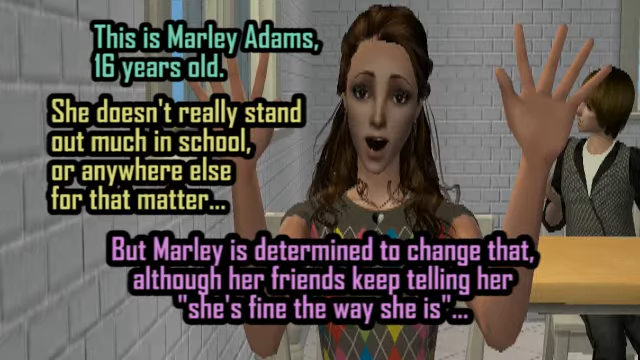 This is Marley Adams,
16 years old.
She doesn't really stand
out much in school,
or anywhere else
for that matter...
But Marley is determined to change that,
although her friends keep telling her
"she's fine the way she is"...